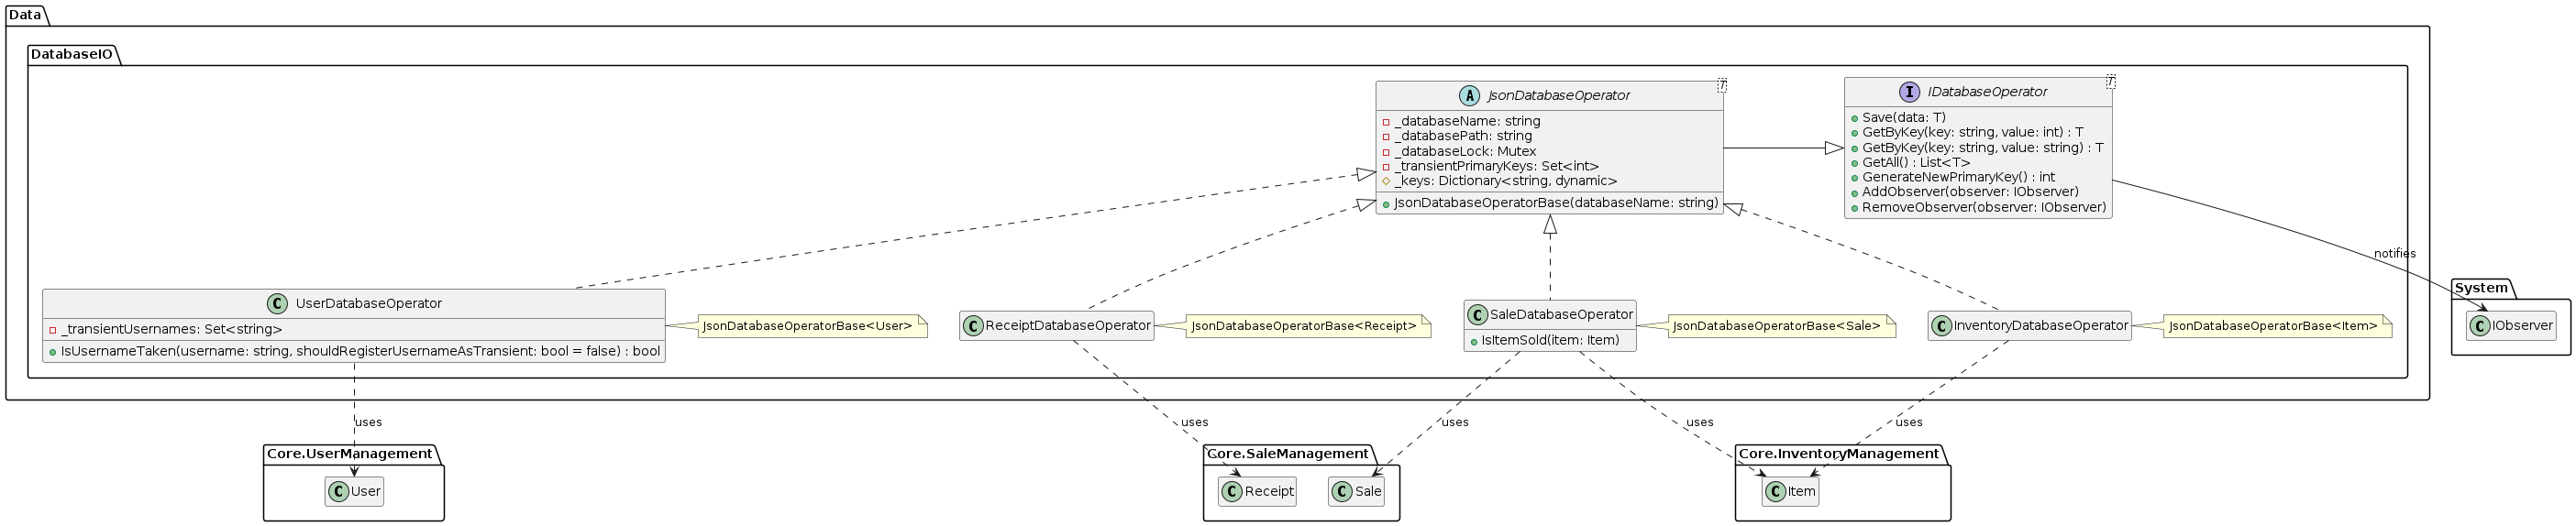 Data
DatabaseIO
A JsonDatabaseOperator T
_databaseName: string
_databasePath: string
_databaseLock: Mutex
_transientPrimaryKeys: Set<int>
_keys: Dictionary<string, dynamic>
JsonDatabaseOperatorBase(databaseName: string)
I IDatabaseOperator T
Save(data: T)
GetByKey(key: string, value: int) : T
GetByKey(key: string, value: string) : T
GetAll() : List<T>
GenerateNewPrimaryKey() : int
AddObserver(observer: IObserver)
RemoveObserver(observer: IObserver)
notifies
C UserDatabaseOperator
_transientUsernames: Set<string>
IsUsernameTaken(username: string, shouldRegisterUsernameAsTransient: bool = false) : bool
JsonDatabaseOperatorBase<User>
C ReceiptDatabaseOperator
JsonDatabaseOperatorBase<Receipt>
C SaleDatabaseOperator
IsItemSold(item: Item)
JsonDatabaseOperatorBase<Sale>
C InventoryDatabaseOperator
JsonDatabaseOperatorBase<Item>
System
C IObserver
uses
uses
uses
uses
uses
Core.UserManagement
C User
Core.SaleManagement
C Receipt
C Sale
Core.InventoryManagement
C Item